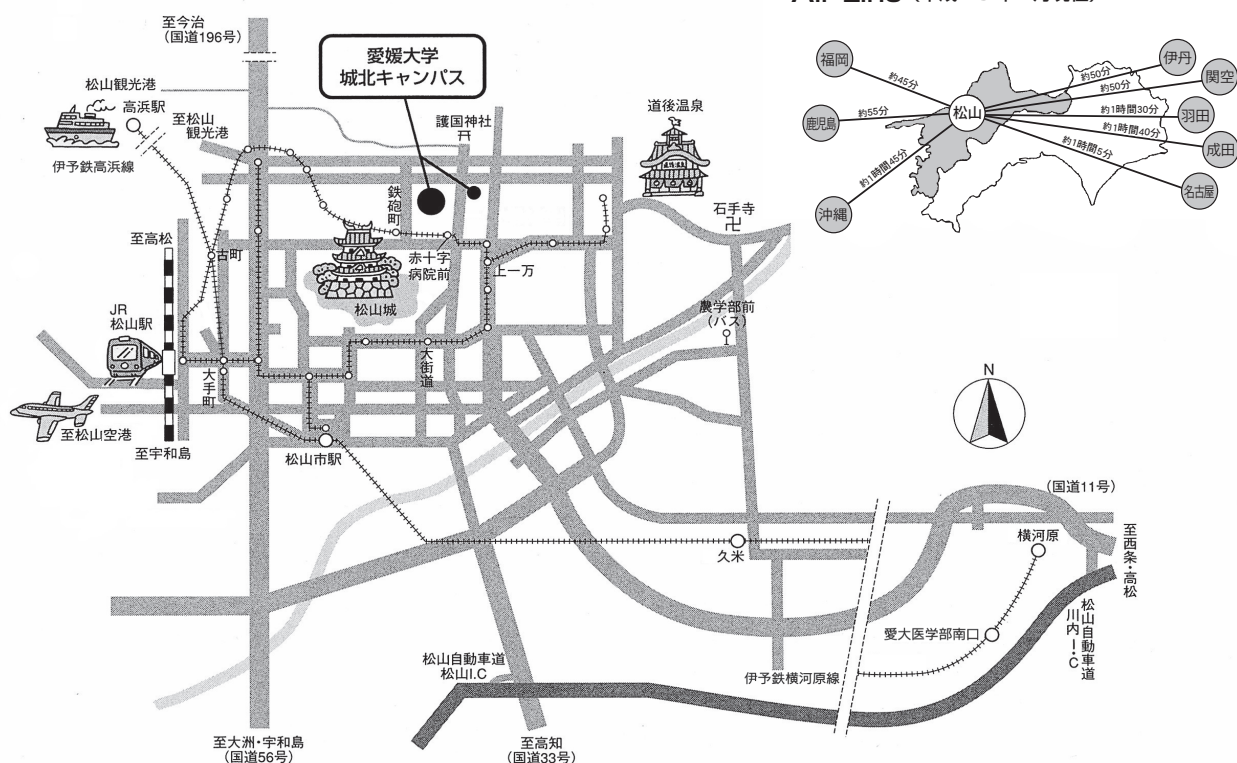 至今治
(国道196号)
愛媛大学
城北キャンパス
松山観光港
高浜駅
至松山
観光港
伊予鉄高浜線
護国神社
道後温泉
鉄砲町
石手寺
至高松
古町
赤十字
病院前
上一万
松山城
農学部前
(バス)
JR
松山駅
大手町
大街道
至松山空港
至宇和島
松山市駅
N
(国道11号)
久米
横河原
至西条・高松
愛大医学部南口
松山自動車道
川内I・C
松山自動車道
松山I.C
伊予鉄横河原線
至大洲・宇和島
(国道56号)
至高知
(国道33号)
福岡
約45分
鹿児島
約55分
沖縄
約1時間45分
松山
約50分
伊丹
約50分
関空
約1時間30分
羽田
約1時間40分
成田
約1時間5分
名古屋